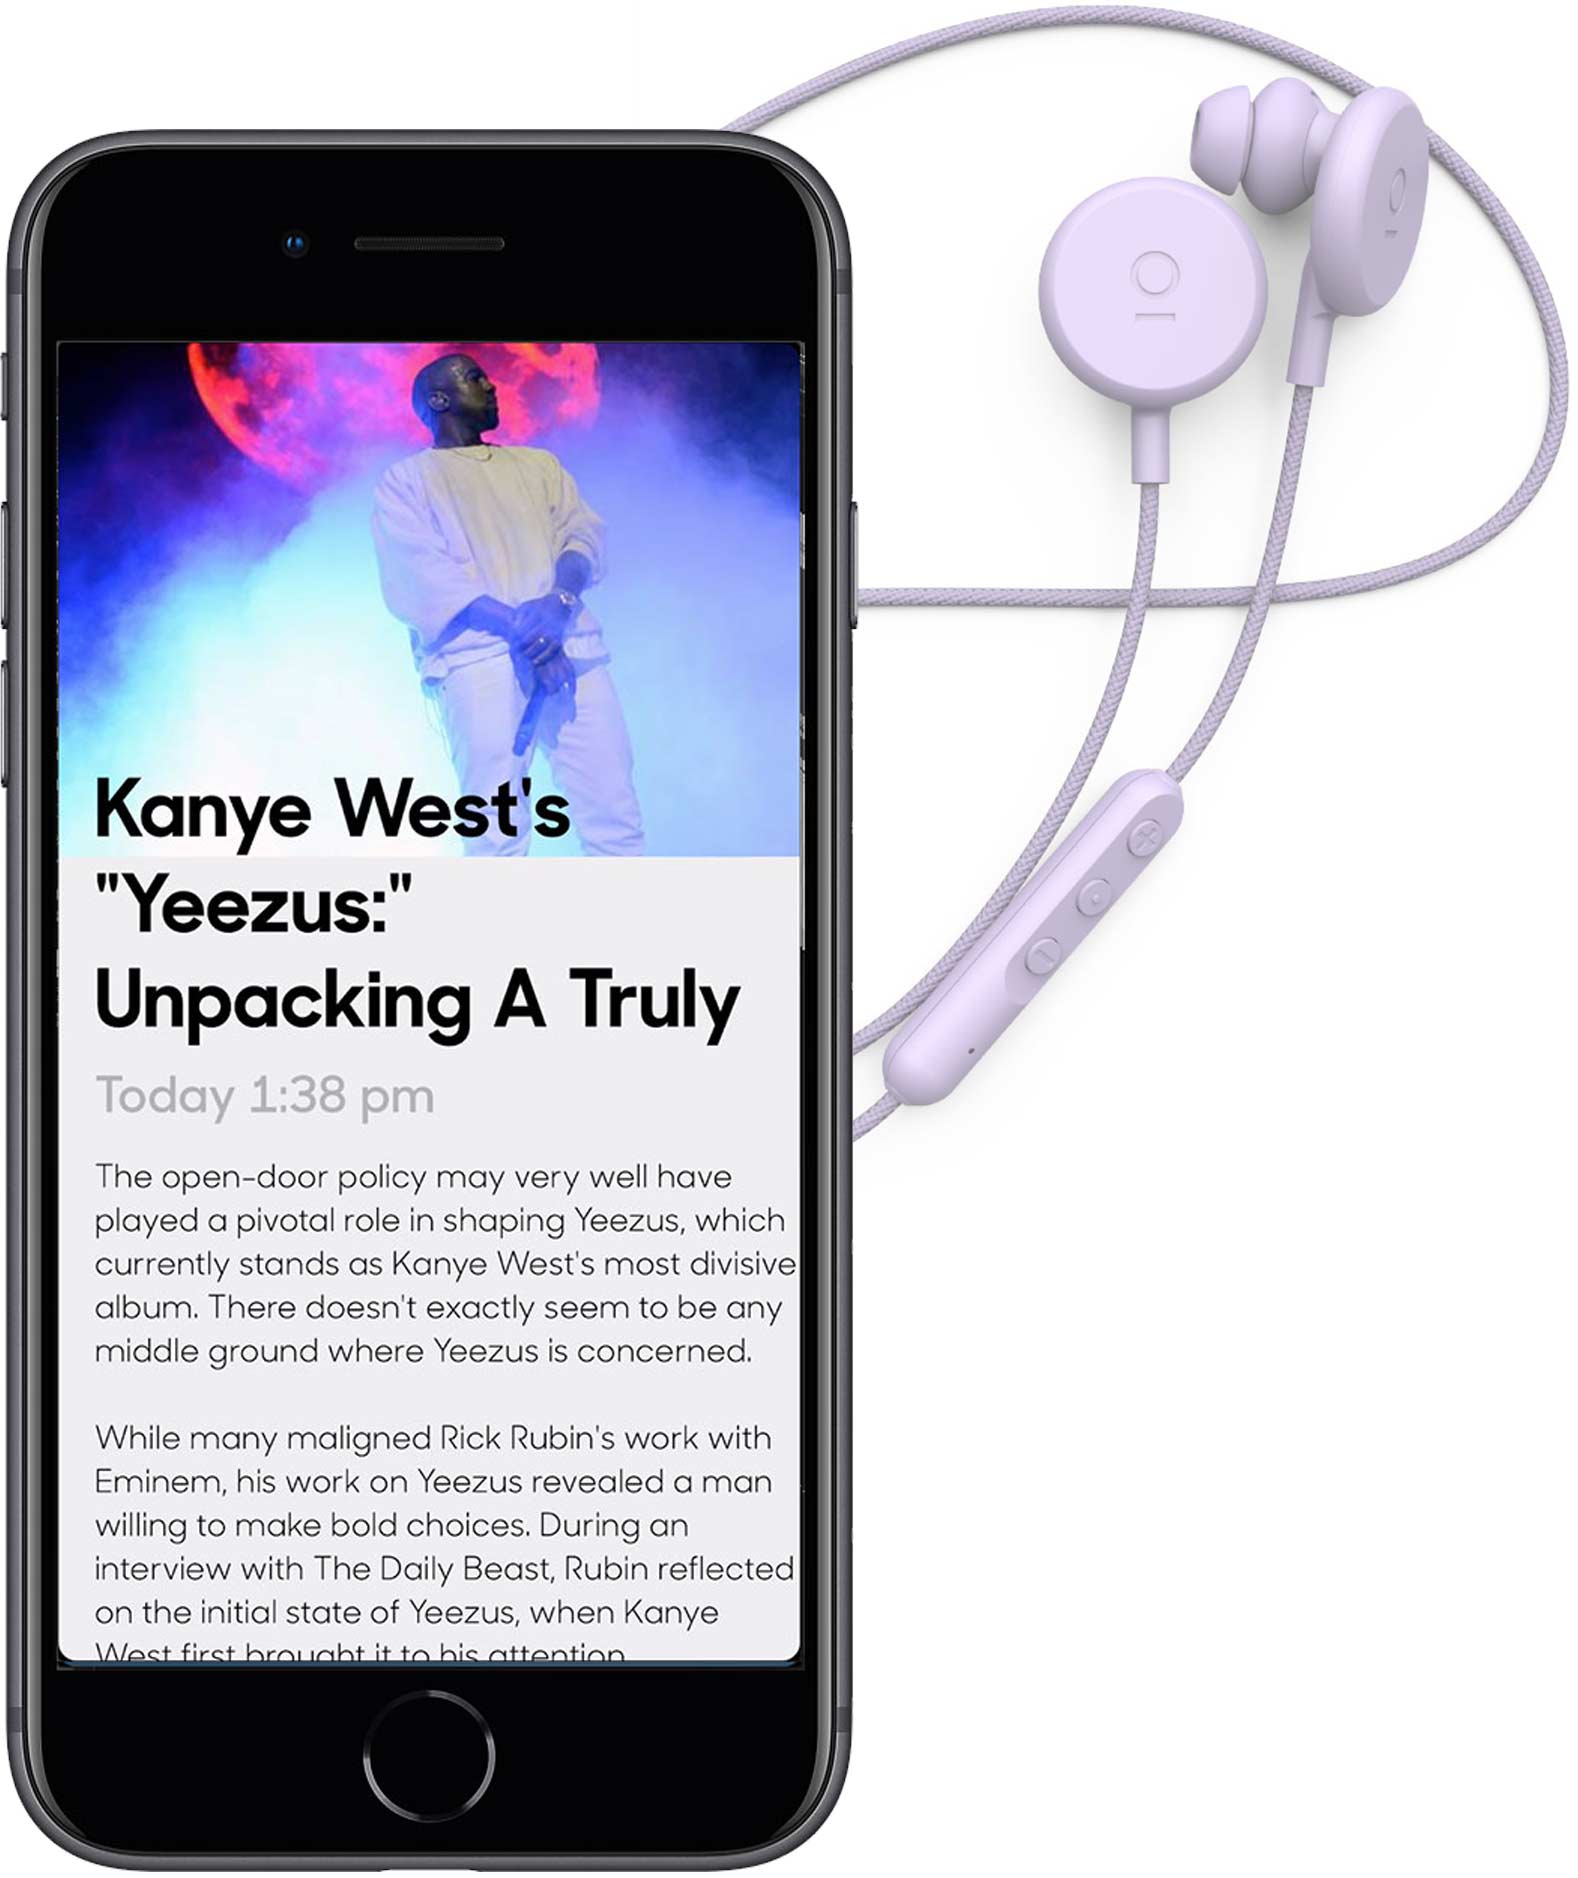 Kanye West's
"Yeezus:"
Unpacking A Truly
Today 1:38 pm
The open-door policy may very well have
played a pivotal role in shaping Yeezus, which
currently stands as Kanye West's most divisive
album. There doesn't exactly seem to be any
middle ground where Yeezus is concerned.
While many maligned Rick Rubin's work with
Eminem, his work on Yeezus revealed a man
willing to make bold choices. During an
interview with The Daily Beast, Rubin reflected
on the initial state of Yeezus, when Kanye
West first brought it to his attention